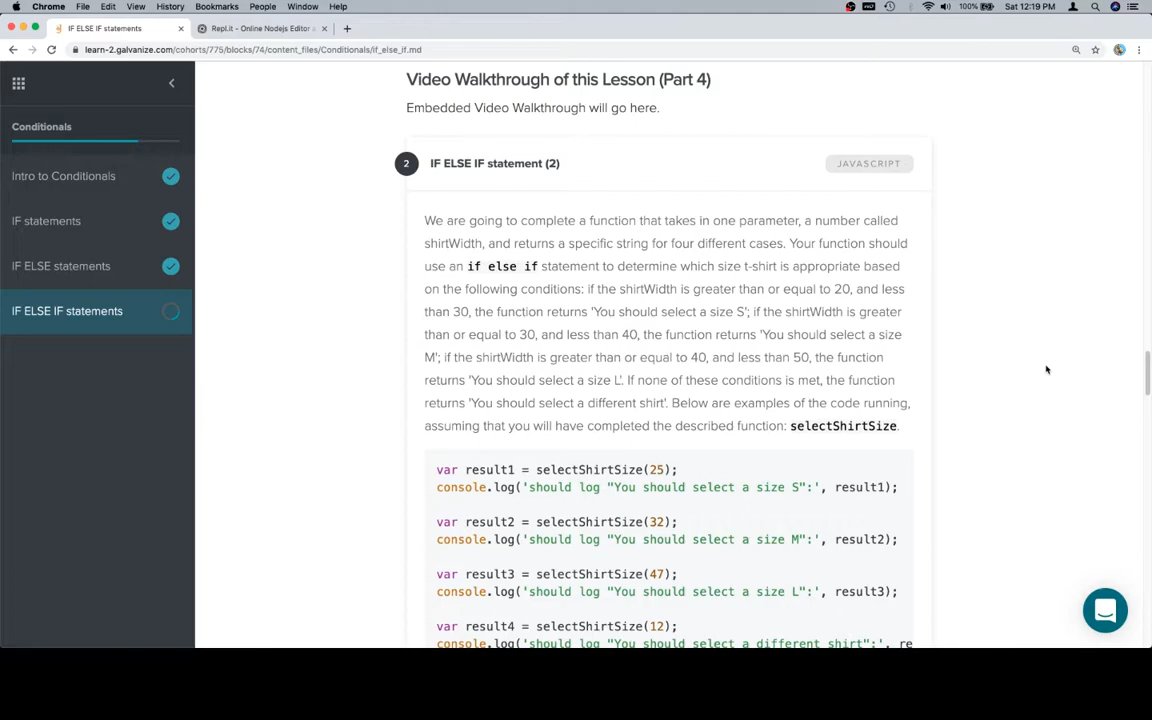 Chrome File Edit View History Bookmarks People Window Help 100% Sat 12:19 PM
IF ELSE IF statements Repl.it - Online Nodejs Editor
learn-2.galvanize.com/cohorts/775/blocks/74/content_files/Conditionals/if_else_if.md
Conditionals
Intro to Conditionals
IF statements
IF ELSE statements
IF ELSE IF statements
Video Walkthrough of this Lesson (Part 4)
Embedded Video Walkthrough will go here.
2 IF ELSE IF statement (2) JAVASCRIPT
We are going to complete a function that takes in one parameter, a number called
shirtWidth, and returns a specific string for four different cases. Your function should
use an if else if statement to determine which size t-shirt is appropriate based
on the following conditions: if the shirtWidth is greater than or equal to 20, and less
than 30, the function returns 'You should select a size S'; if the shirtWidth is greater
than or equal to 30, and less than 40, the function returns 'You should select a size
M'; if the shirtWidth is greater than or equal to 40, and less than 50, the function
returns 'You should select a size L'. If none of these conditions is met, the function
returns 'You should select a different shirt'. Below are examples of the code running,
assuming that you will have completed the described function: selectShirtSize.
var result1 = selectShirtSize(25);
console.log('should log "You should select a size S":', result1);
var result2 = selectShirtSize(32);
console.log('should log "You should select a size M":', result2);
var result3 = selectShirtSize(47);
console.log('should log "You should select a size L":', result3);
var result4 = selectShirtSize(12);
console.log('should log "You should select a different shirt":', re